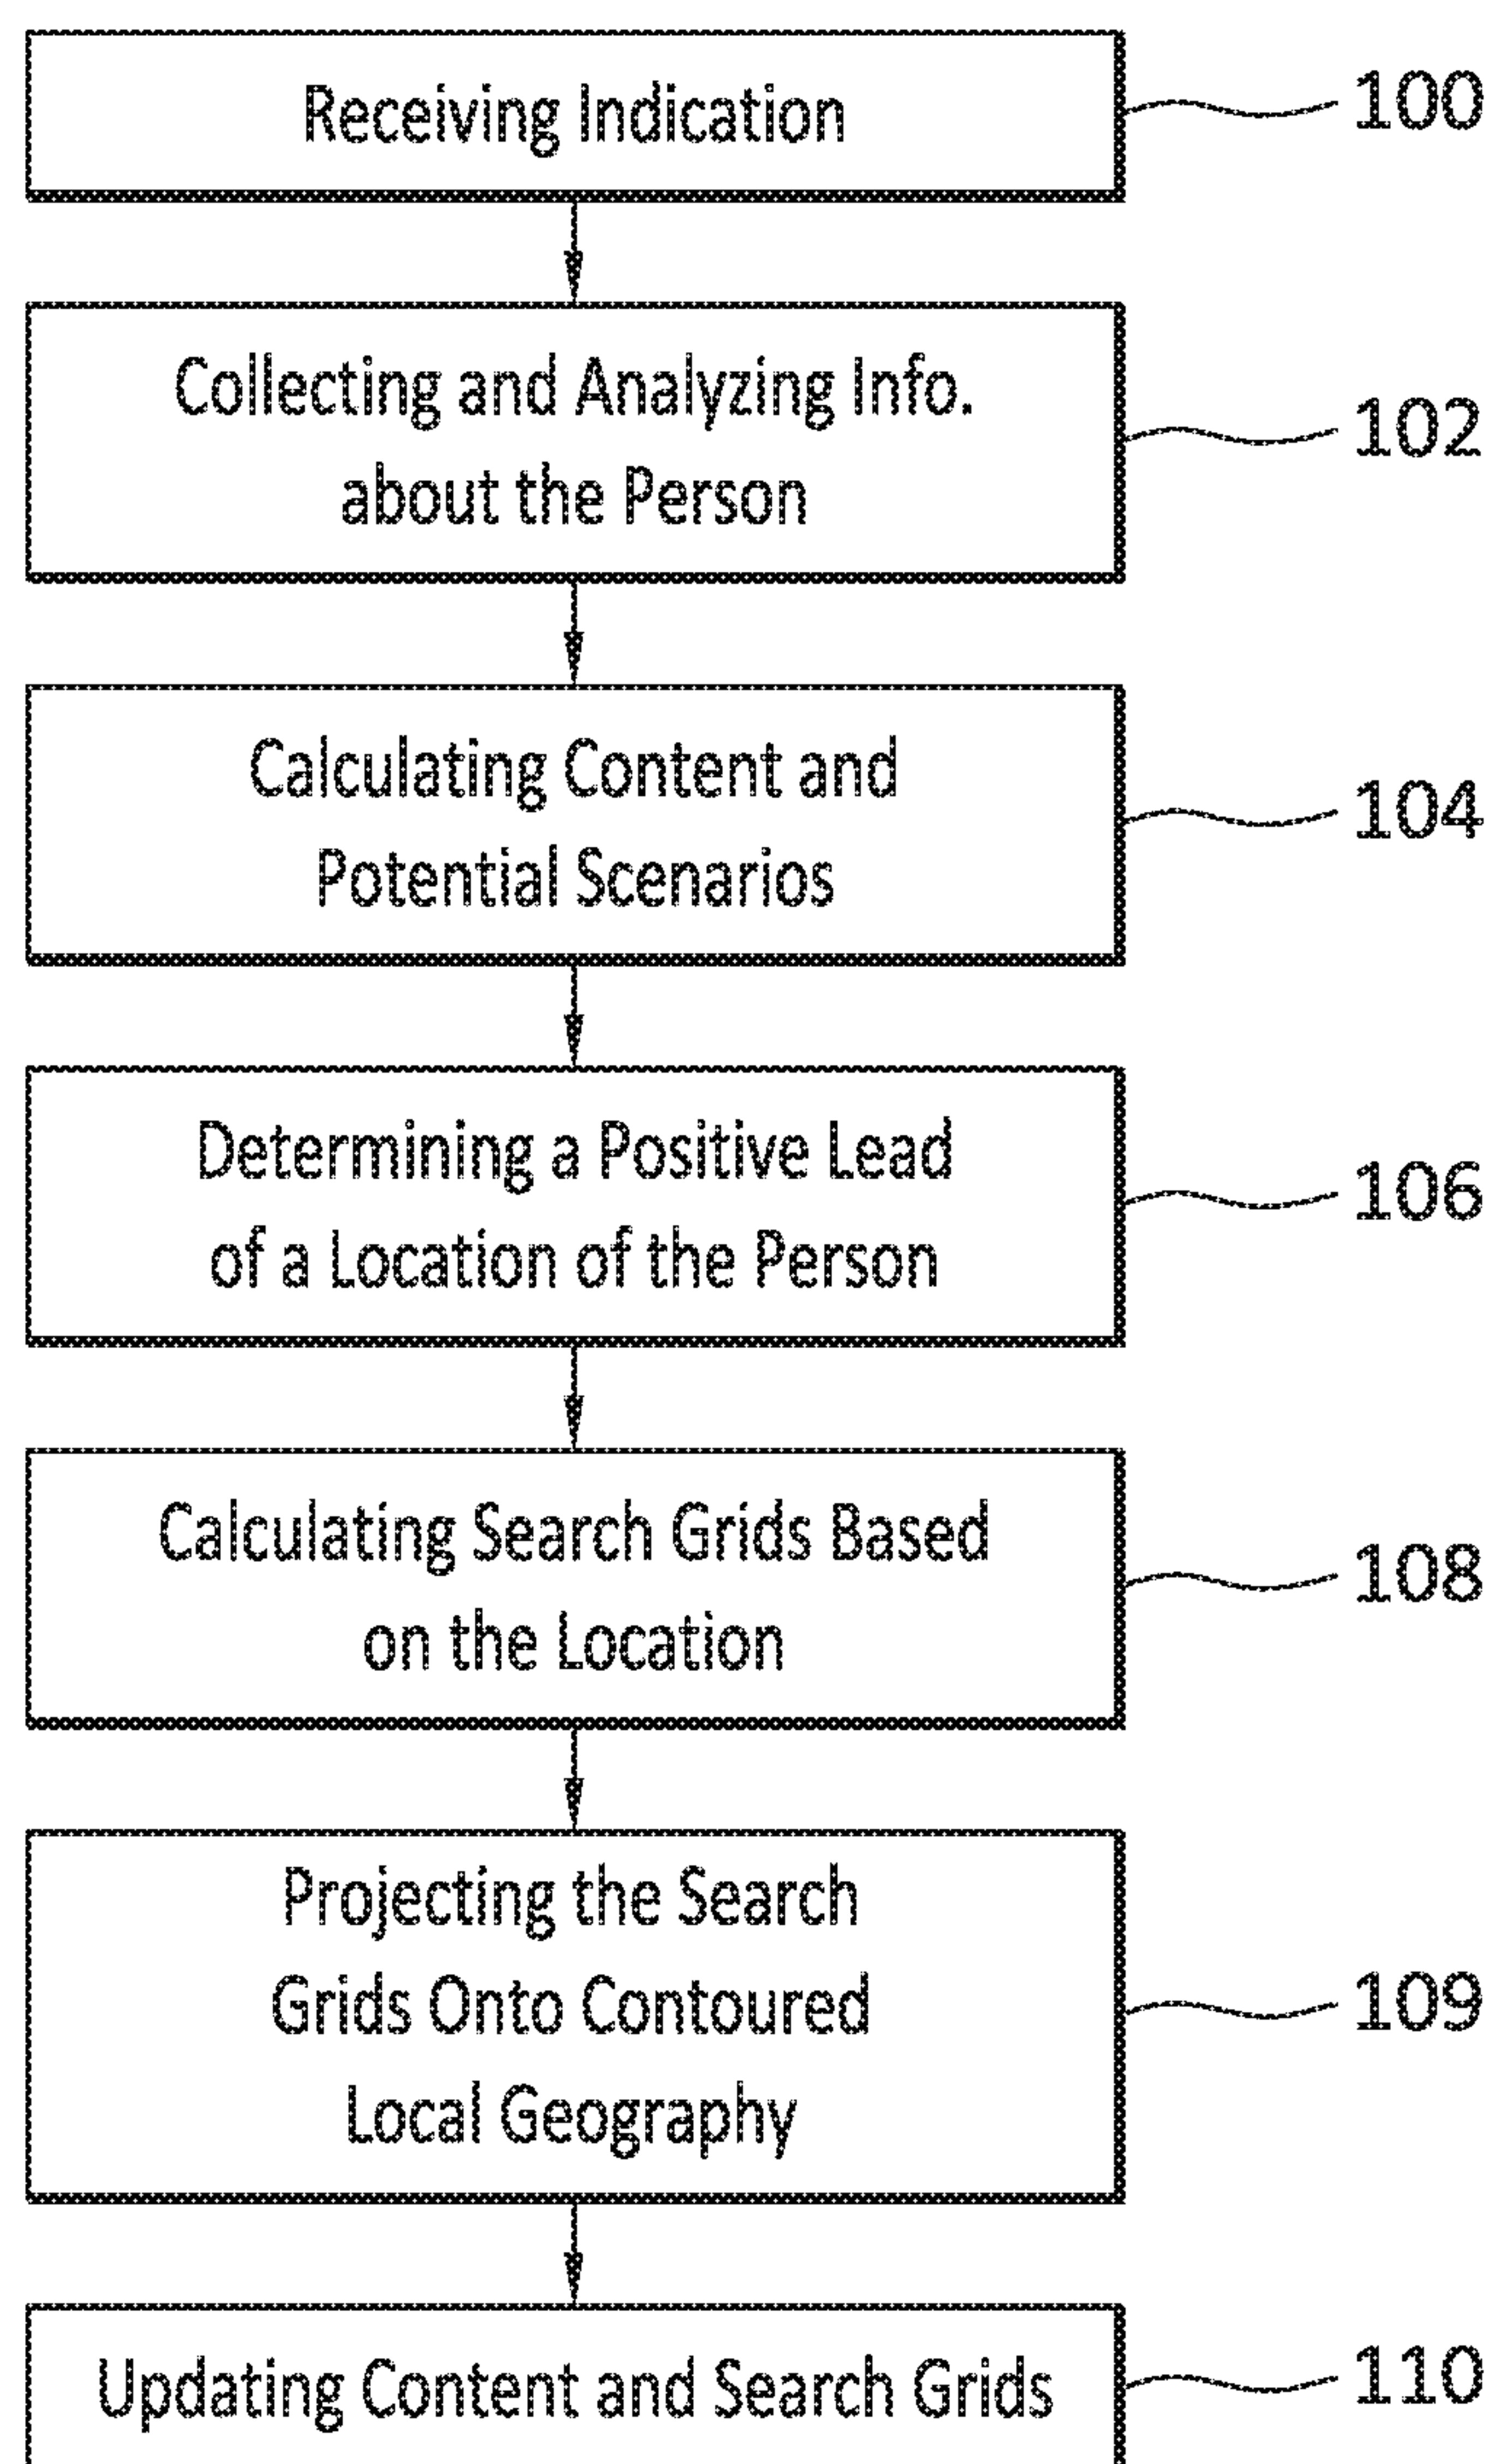 Receiving Indication
100
Collecting and Analyzing Info.
about the Person
102
Calculating Content and
Potential Scenarios
104
Determining a Positive Lead
of a Location of the Person
106
Calculating Search Grids Based
on the Location
108
Projecting the Search
Grids Onto Contoured
Local Geography
109
Updating Content and Search Grids
110